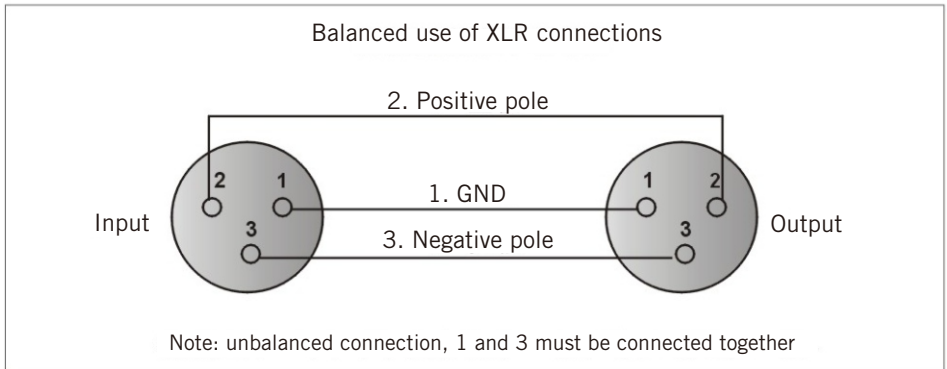 Balanced use of XLR connections
2. Positive pole
2 1
1. GND
1 2
Input
3
3. Negative pole
3
Output
Note: unbalanced connection, 1 and 3 must be connected together